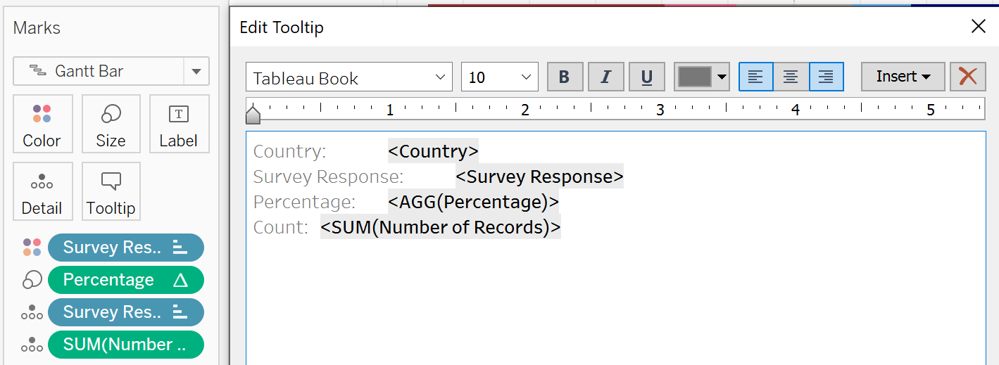 Marks
Gantt Bar
Color Size Label
Detail Tooltip
Survey Res..
Percentage
Survey Res..
SUM(Number ..
Edit Tooltip
Tableau Book 10 B I U Insert
1 2 3 4 5
Country: <Country>
Survey Response: <Survey Response>
Percentage: <AGG(Percentage)>
Count: <SUM(Number of Records)>